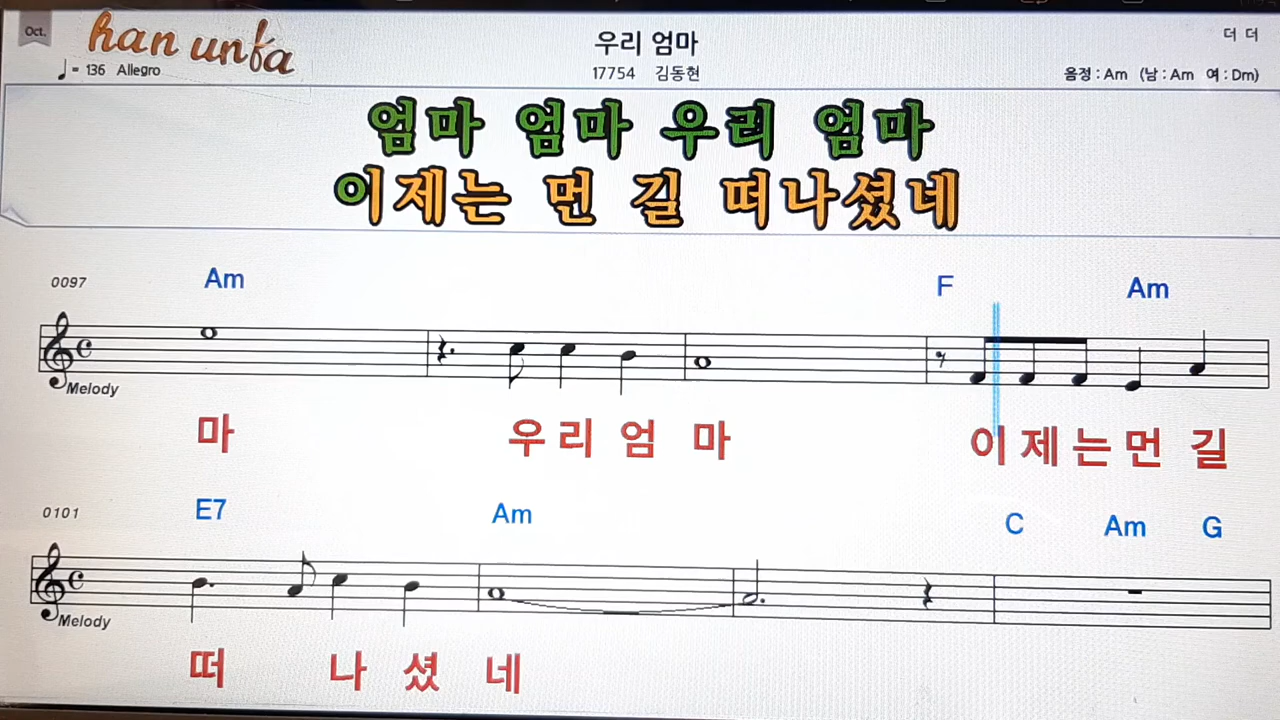 Oct.
han unfa
우리 엄마
더 더
♩= 136 Allegro
17754 김동현
음정 : Am (남 : Am 여 : Dm)
엄마 엄마 우리 엄마
이제는 먼 길 떠나셨네
0097 Am F Am
Melody
마 우 리 엄 마 이 제 는 먼 길
0101 E7 Am C Am G
Melody
떠 나 셨 네